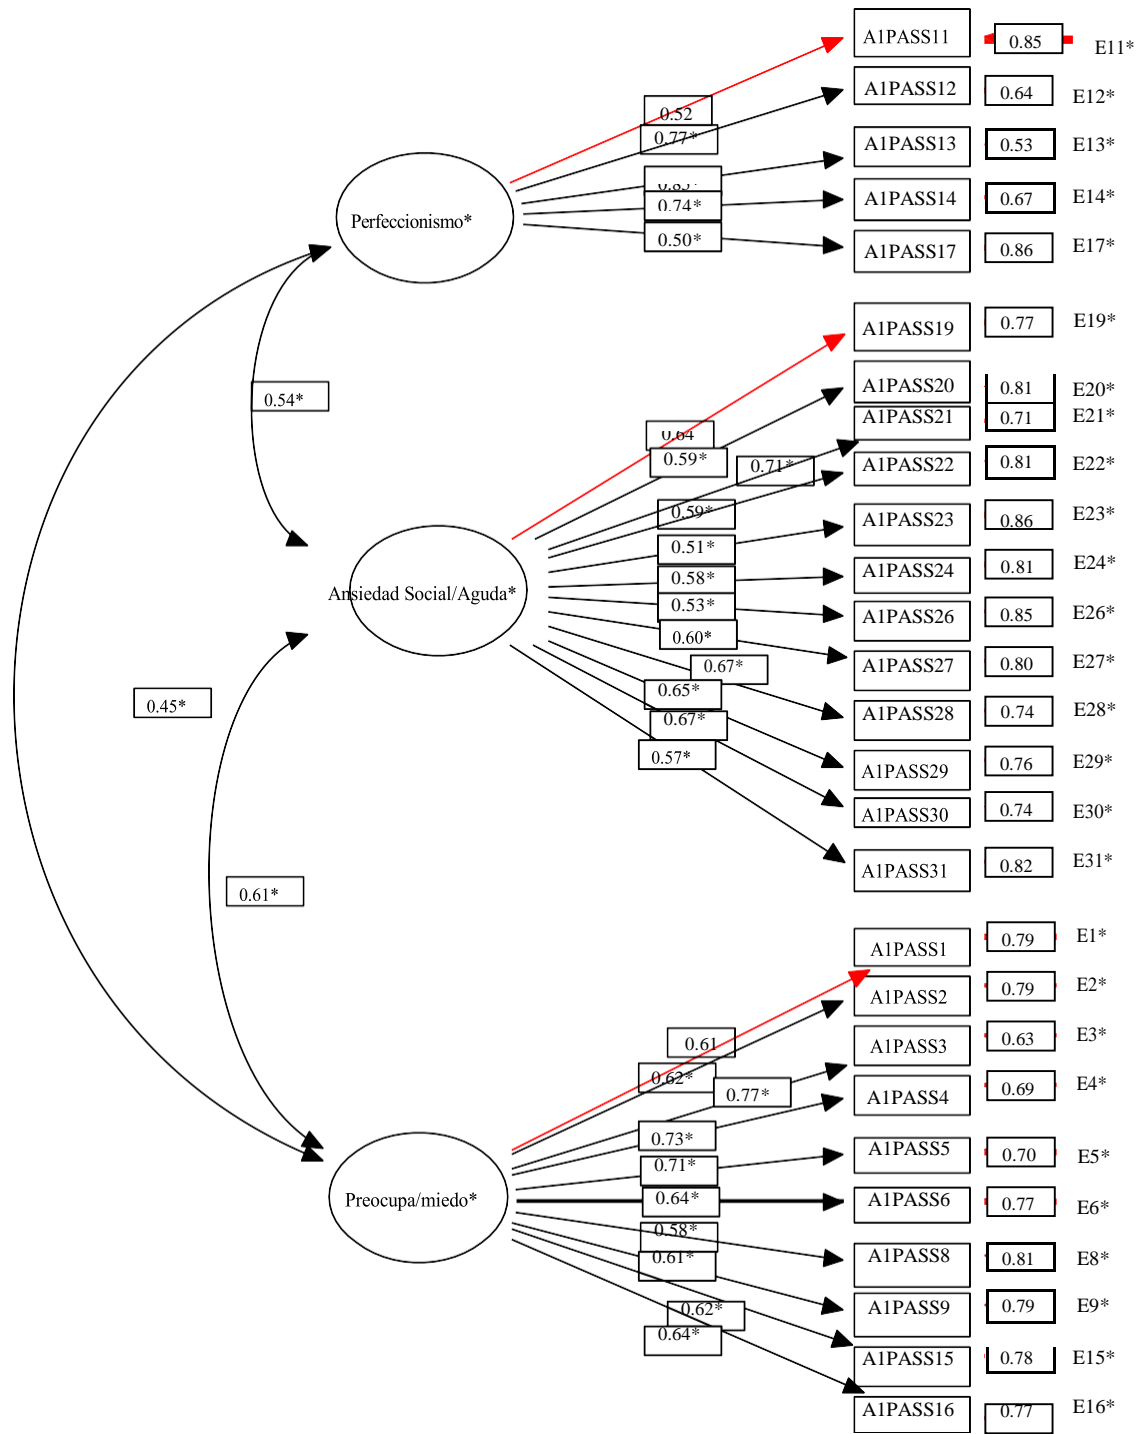 A1PASS11 0.85 E11*
A1PASS12 0.64 E12*
0.52
0.77*
A1PASS13 0.53 E13*
0.85*
A1PASS14 0.67 E14*
0.74*
Perfeccionismo*
0.50*
A1PASS17 0.86 E17*
A1PASS19 0.77 E19*
0.54*
A1PASS20 0.81 E20*
A1PASS21 0.71 E21*
0.64
0.59*
0.71*
A1PASS22 0.81 E22*
0.59*
A1PASS23 0.86 E23*
0.51*
A1PASS24 0.81 E24*
0.58*
Ansiedad Social/Aguda*
0.53*
A1PASS26 0.85 E26*
0.60*
A1PASS27 0.80 E27*
0.67*
0.65*
0.45*
A1PASS28 0.74 E28*
0.67*
0.57*
A1PASS29 0.76 E29*
A1PASS30 0.74 E30*
A1PASS31 0.82 E31*
0.61*
A1PASS1 0.79 E1*
A1PASS2 0.79 E2*
0.61
A1PASS3 0.63 E3*
0.62*
0.77*
A1PASS4 0.69 E4*
0.73*
A1PASS5 0.70 E5*
0.71*
Preocupa/miedo*
0.64*
A1PASS6 0.77 E6*
0.58*
0.61*
A1PASS8 0.81 E8*
A1PASS9 0.79 E9*
0.62*
0.64*
A1PASS15 0.78 E15*
A1PASS16 0.77 E16*